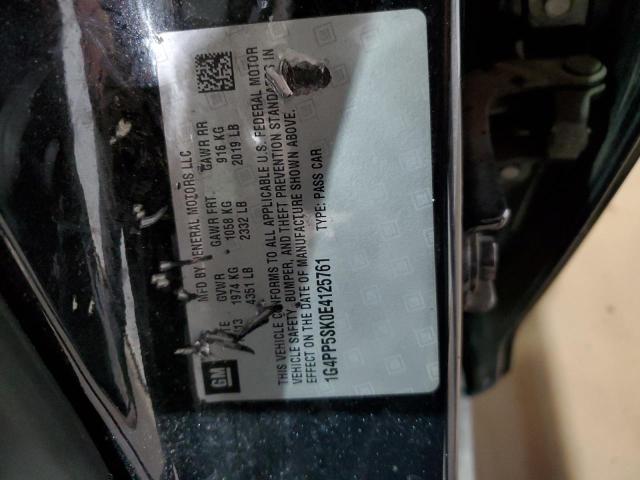 GM
MFD BY GENERAL MOTORS LLC
13 GVWR GAWR FRT. GAWR RR
1974 KG 1058 KG 916 KG
4351 LB 2332 LB 2019 LB
THIS VEHICLE CONFORMS TO ALL APPLICABLE U.S. FEDERAL MOTOR
VEHICLE SAFETY, BUMPER, AND THEFT PREVENTION STANDARDS IN
EFFECT ON THE DATE OF MANUFACTURE SHOWN ABOVE.
1G4PP5SK0E4125761 TYPE: PASS CAR